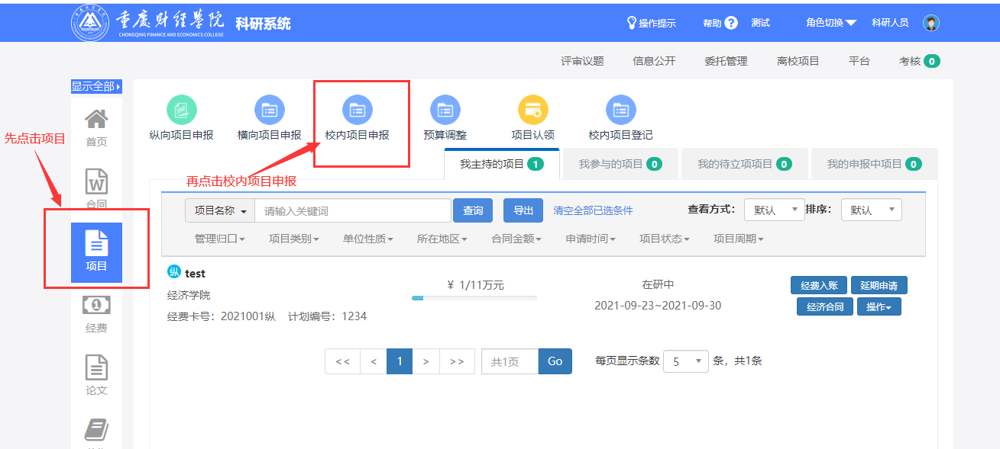 重庆财经学院
CHONGQING FINANCE AND ECONOMICS COLLEGE
科研系统
操作提示
帮助 ?
测试
角色切换
科研人员
评审议题
信息公开
委托管理
离校项目
平台
考核 0
显示全部
首页
合同
项目
经费
论文
先点击项目
纵向项目申报
横向项目申报
校内项目申报
预算调整
项目认领
校内项目登记
再点击校内项目申报
我主持的项目 1
我参与的项目 0
我的待立项项目 0
我的申报中项目 0
项目名称
请输入关键词
查询
导出
清空全部已选条件
查看方式： 默认
排序： 默认
管理归口
项目类别
单位性质
所在地区
合同金额
申请时间
项目状态
项目周期
纵 test
经济学院
经费卡号：2021001纵 计划编号：1234
¥ 1/11万元
在研中
2021-09-23~2021-09-30
经费入账
延期申请
经济合同
操作
<< < 1 > >>
共1页 Go
每页显示条数 5 条，共1条